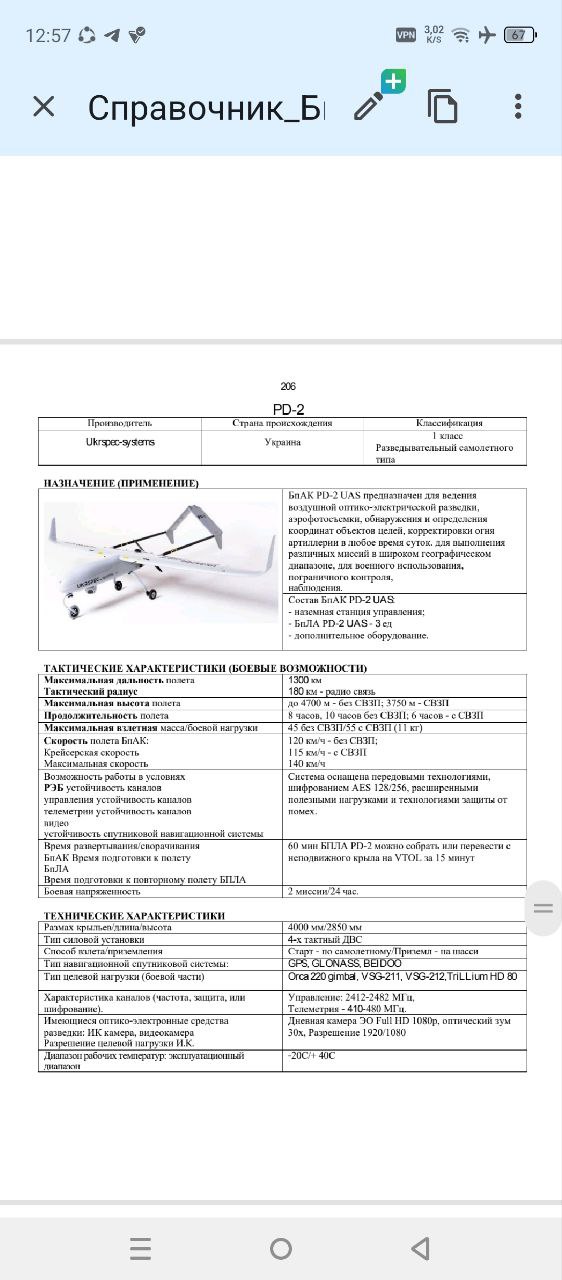 12:57
VPN 3,02 K/S 67
Справочник_Б
206
PD-2
Производитель Страна происхождения Классификация
Ukrspec-systems Украина 1 класс
Разведывательный самолетного
типа
НАЗНАЧЕНИЕ (ПРИМЕНЕНИЕ)
БпАК PD-2 UAS предназначен для ведения
воздушной оптико-электрической разведки,
аэрофотосъемки, обнаружения и определения
координат объектов целей, корректировки огня
артиллерии в любое время суток. для выполнения
различных миссий в широком географическом
диапазоне, для военного использования,
пограничного контроля,
наблюдения.
Состав БпАК PD-2 UAS:
- наземная станция управления;
- БпЛА PD-2 UAS - 3 ед
- дополнительное оборудование.
ТАКТИЧЕСКИЕ ХАРАКТЕРИСТИКИ (БОЕВЫЕ ВОЗМОЖНОСТИ)
Максимальная дальность полета 1300 км
Тактический радиус 180 км - радио связь
Максимальная высота полета до 4700 м - без СВЗП; 3750 м - СВЗП
Продолжительность полета 8 часов, 10 часов без СВЗП; 6 часов - с СВЗП
Максимальная взлетная масса/боевой нагрузки 45 без СВЗП/55 с СВЗП (11 кг)
Скорость полета БпАК: 120 км/ч - без СВЗП;
Крейсерская скорость 115 км/ч - с СВЗП
Максимальная скорость 140 км/ч
Возможность работы в условиях Система оснащена передовыми технологиями,
РЭБ устойчивость каналов шифрованием AES 128/256, расширенными
управления устойчивость каналов полезными нагрузками и технологиями защиты от
телеметрии устойчивость каналов помех.
видео
устойчивость спутниковой навигационной системы
Время развертывания/сворачивания 60 мин БПЛА PD-2 можно собрать или перевести с
БпАК Время подготовки к полету неподвижного крыла на VTOL за 15 минут
БпЛА
Время подготовки к повторному полету БПЛА
Боевая напряженность 2 миссии/24 час.
ТЕХНИЧЕСКИЕ ХАРАКТЕРИСТИКИ
Размах крыльев/длина/высота 4000 мм/2850 мм
Тип силовой установки 4-х тактный ДВС
Способ взлета/приземления Старт - по самолетному/Приземл - на шасси
Тип навигационной спутниковой системы: GPS, GLONASS, BEIDOO
Тип целевой нагрузки (боевой части) Orca 220 gimbal, VSG-211, VSG-212,TriLLium HD 80
Характеристика каналов (частота, защита, или Управление: 2412-2482 МГц,
шифрование). Телеметрия - 410-480 МГц.
Имеющиеся оптико-электронные средства Дневная камера ЭО Full HD 1080p, оптический зум
разведки: ИК камера, видеокамера 30x, Разрешение 1920/1080
Разрешение целевой нагрузки И.К.
Диапазон рабочих температур: эксплуатационный -20С/+ 40С
диапазон